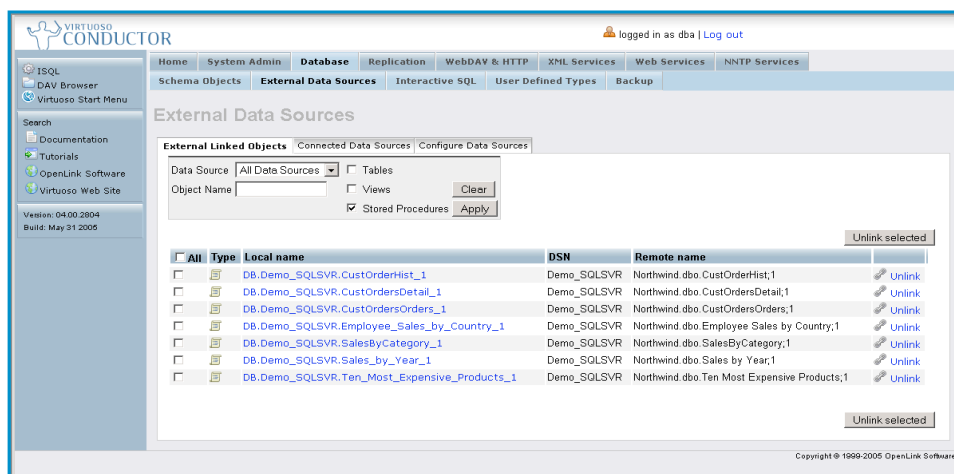 VIRTUOSO
CONDUCTOR
logged in as dba | Log out
ISQL
DAV Browser
Virtuoso Start Menu
Search
Documentation
Tutorials
OpenLink Software
Virtuoso Web Site
Version: 04.00.2804
Build: May 31 2005
Home System Admin Database Replication WebDAV & HTTP XML Services Web Services NNTP Services
Schema Objects External Data Sources Interactive SQL User Defined Types Backup
External Data Sources
External Linked Objects Connected Data Sources Configure Data Sources
Data Source All Data Sources Tables
Object Name Views Clear
Stored Procedures Apply
Unlink selected
All Type Local name DSN Remote name
DB.Demo_SQLSVR.CustOrderHist_1 Demo_SQLSVR Northwind.dbo.CustOrderHist;1 Unlink
DB.Demo_SQLSVR.CustOrdersDetail_1 Demo_SQLSVR Northwind.dbo.CustOrdersDetail;1 Unlink
DB.Demo_SQLSVR.CustOrdersOrders_1 Demo_SQLSVR Northwind.dbo.CustOrdersOrders;1 Unlink
DB.Demo_SQLSVR.Employee_Sales_by_Country_1 Demo_SQLSVR Northwind.dbo.Employee Sales by Country;1 Unlink
DB.Demo_SQLSVR.SalesByCategory_1 Demo_SQLSVR Northwind.dbo.SalesByCategory;1 Unlink
DB.Demo_SQLSVR.Sales_by_Year_1 Demo_SQLSVR Northwind.dbo.Sales by Year;1 Unlink
DB.Demo_SQLSVR.Ten_Most_Expensive_Products_1 Demo_SQLSVR Northwind.dbo.Ten Most Expensive Products;1 Unlink
Unlink selected
Copyright © 1999-2005 OpenLink Software